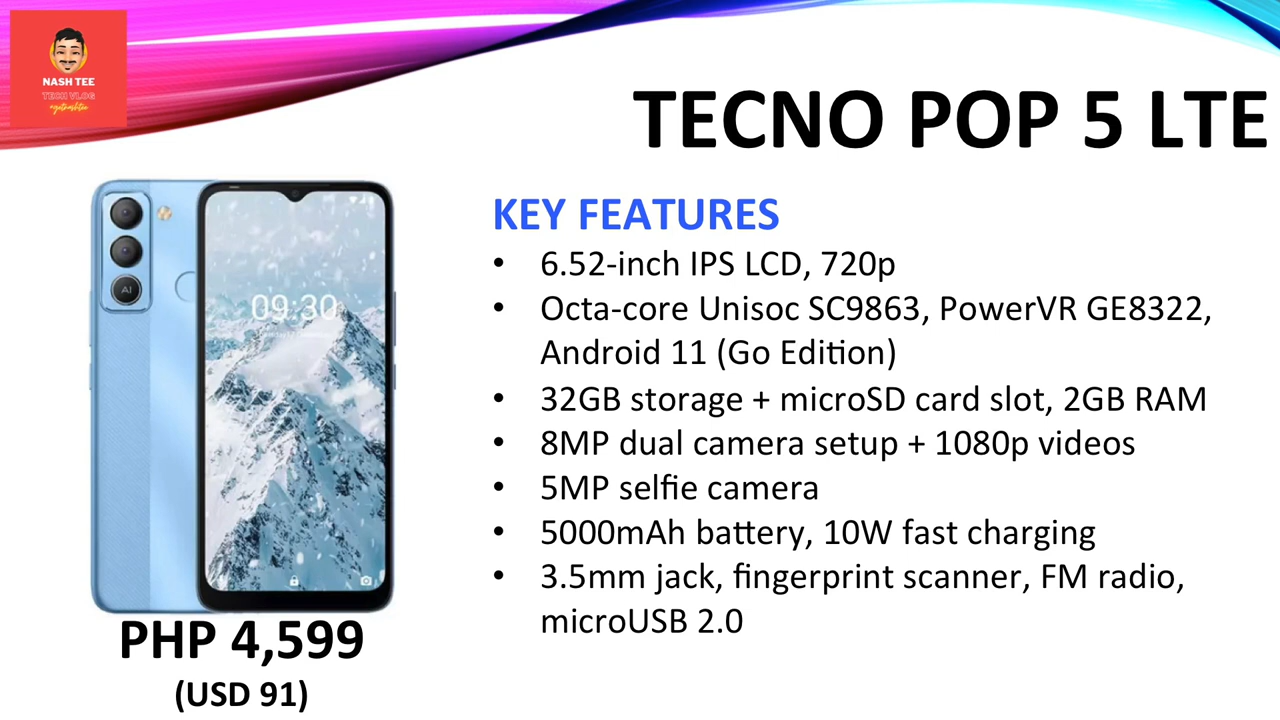 NASH TEE
TECH VLOG
TECNO POP 5 LTE
KEY FEATURES
• 6.52-inch IPS LCD, 720p
• Octa-core Unisoc SC9863, PowerVR GE8322,
Android 11 (Go Edition)
• 32GB storage + microSD card slot, 2GB RAM
• 8MP dual camera setup + 1080p videos
• 5MP selfie camera
• 5000mAh battery, 10W fast charging
• 3.5mm jack, fingerprint scanner, FM radio,
microUSB 2.0
AI
09:30
PHP 4,599
(USD 91)